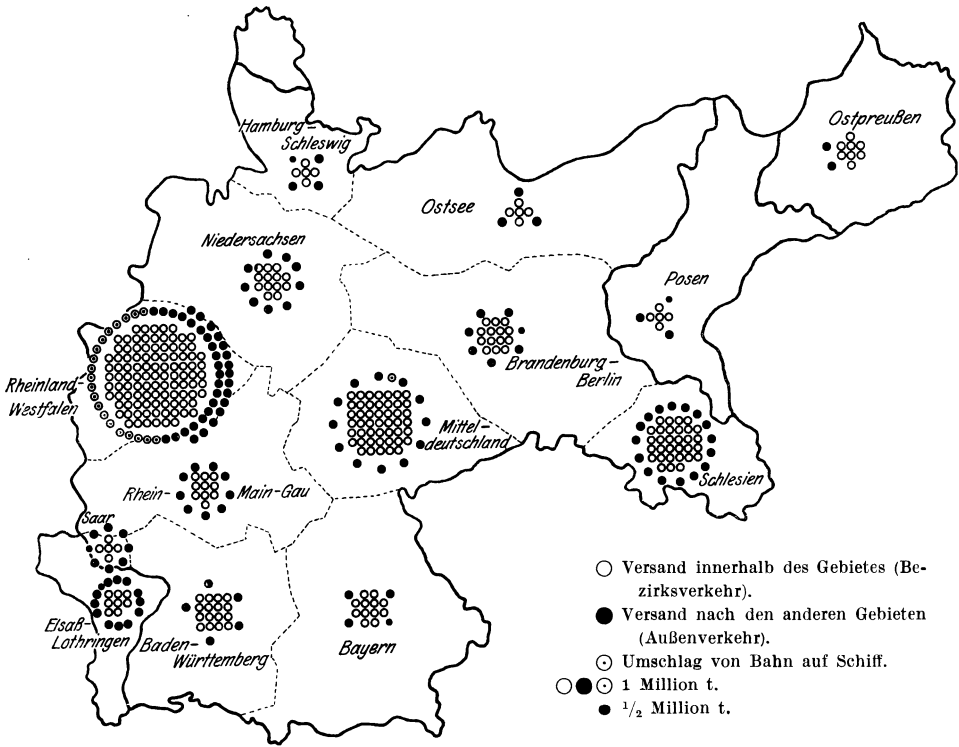 Hamburg-
Schleswig
Ostpreußen
Ostsee
Niedersachsen
Posen
Brandenburg-
Berlin
Rheinland-
Westfalen
Mittel-
deutschland
Schlesien
Rhein-
Main-Gau
Saar
Elsaß-
Lothringen
Baden-
Württemberg
Bayern
Versand innerhalb des Gebietes (Be-
zirksverkehr).
Versand nach den anderen Gebieten
(Außenverkehr).
Umschlag von Bahn auf Schiff.
1 Million t.
1/2 Million t.